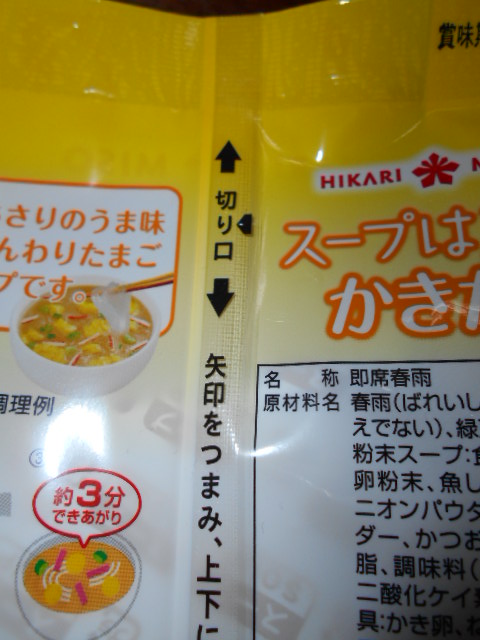 賞味
HIKARI
スープは
かき
さりのうま味
んわりたまご
プです。
調理例
約3分
できあがり
切り口
矢印をつまみ、上下に
名 称 即席春雨
原材料名 春雨(ばれいし
えでない)、緑
粉末スープ:食
卵粉末、魚し
ニオンパウタ
ダー、かつお
脂、調味料(
二酸化ケイ
具:かき卵、ね